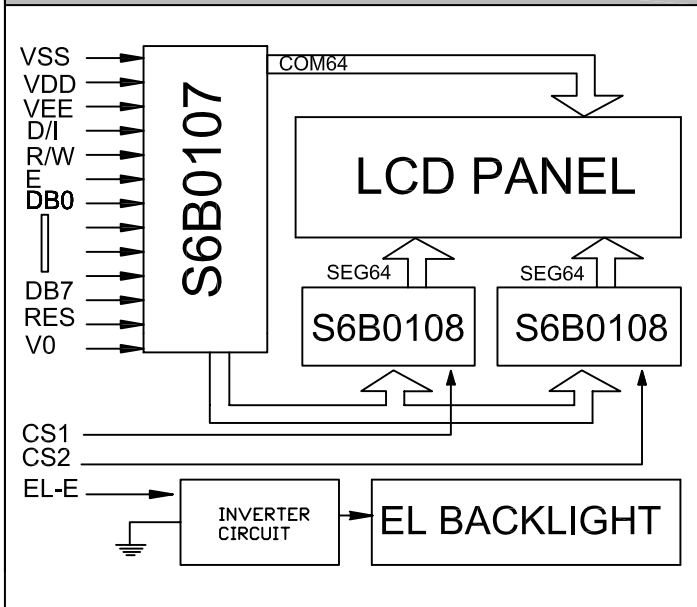 VSS
VDD
VEE
D/I
R/W
E
DB0
DB7
RES
V0
S6B0107
COM64
LCD PANEL
SEG64
SEG64
S6B0108
S6B0108
CS1
CS2
EL-E
INVERTER
CIRCUIT
EL BACKLIGHT